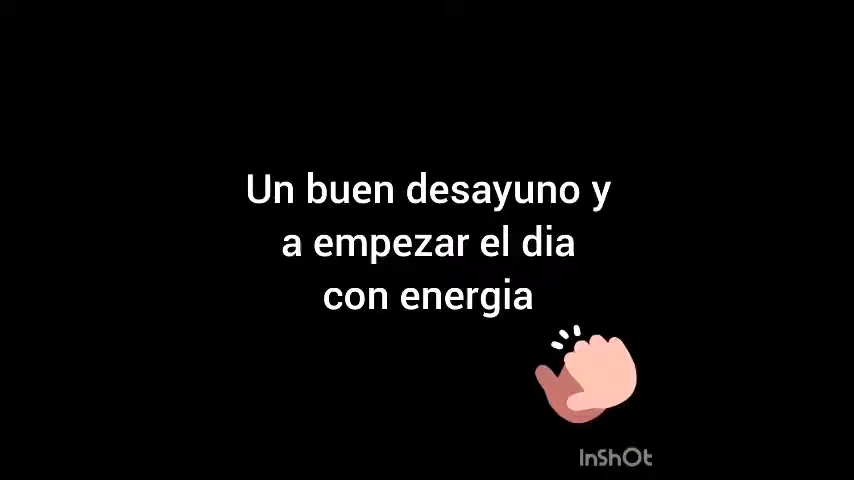 Un buen desayuno y
a empezar el dia
con energia
InShOt